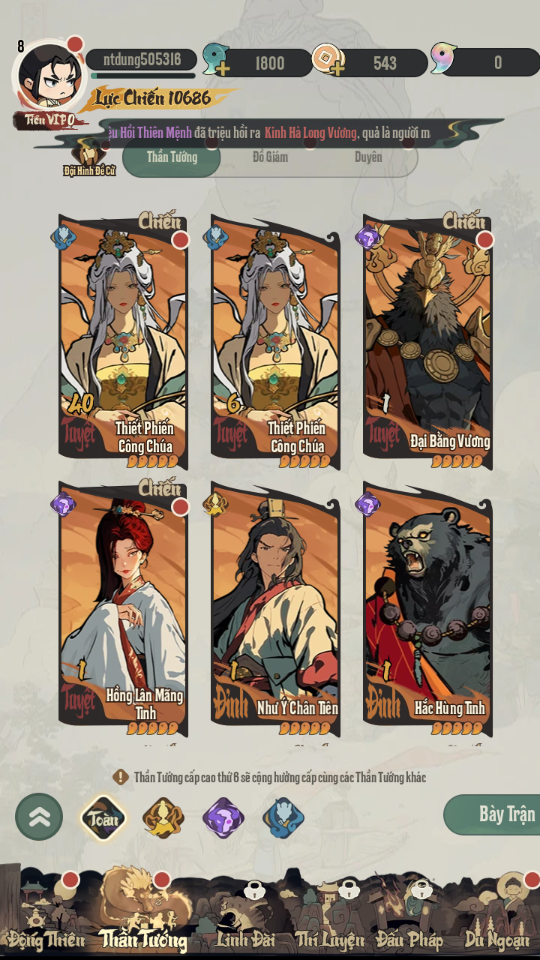 8
ntdung505316
1800
543
0
Lực Chiến 10686
Tiên VIP 0
Hồi Thiên Mệnh đã triệu hồi ra Kinh Hà Long Vương, quả là người m
Đội Hình Đề Cử
Thần Tướng
Đồ Giám
Duyên
Chiến
Chiến
40
Tuyệt
Thiết Phiến Công Chúa
6
Tuyệt
Thiết Phiến Công Chúa
1
Tuyệt
Đại Bằng Vương
Chiến
1
Tuyệt
Hồng Lân Mãng Tinh
1
Đỉnh
Như Ý Chân Tiên
1
Đỉnh
Hắc Hùng Tinh
Thần Tướng cấp cao thứ 6 sẽ cộng hưởng cấp cùng các Thần Tướng khác
Toàn
Bày Trận
Động Thiên
Thần Tướng
Linh Đài
Thí Luyện
Đấu Pháp
Du Ngoạn